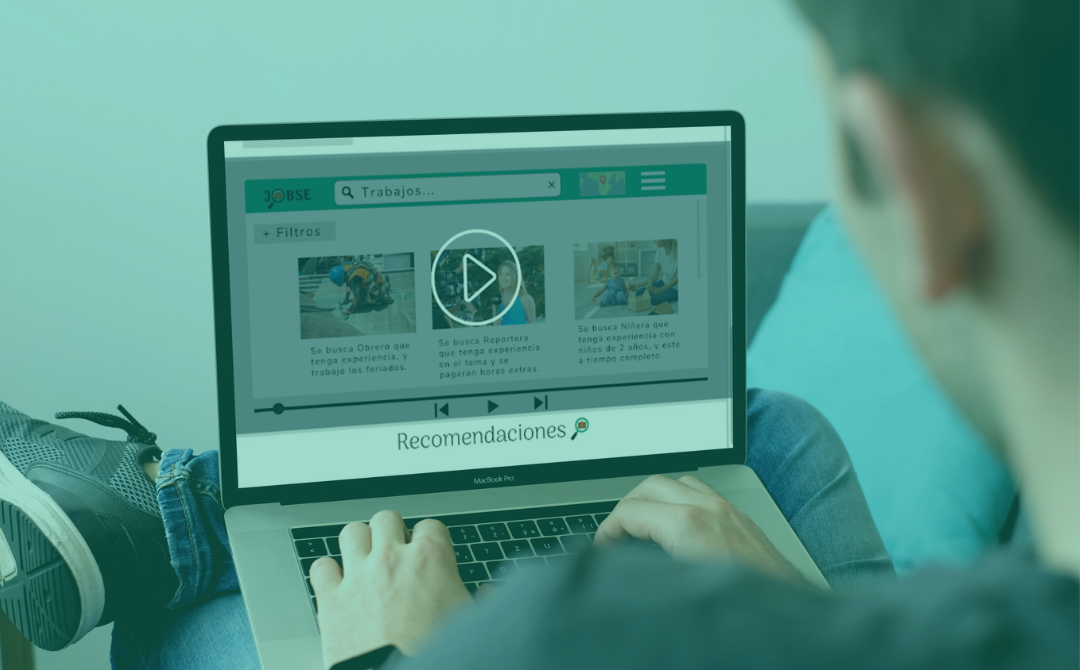 JOBSE
Trabajos...
+ Filtros
Se busca Obrero que
tenga experiencia, y
trabaje los feriados.
Se busca Reportera
que tenga experiencia
en el tema y se
pagaran horas extras.
Se busca Niñera que
tenga experiencia con
niños de 2 años, y este
a tiempo completo.
Recomendaciones
MacBook Pro